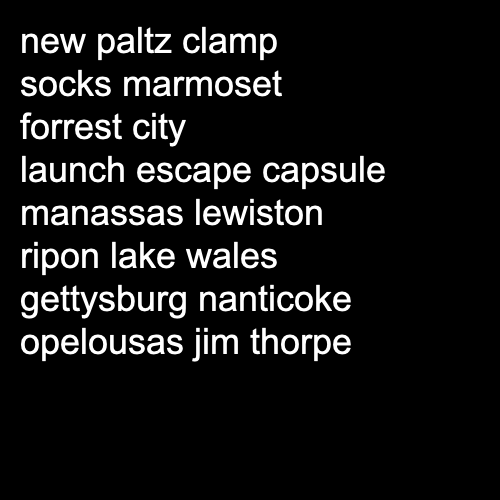 new paltz clamp
socks marmoset
forrest city
launch escape capsule
manassas lewiston
ripon lake wales
gettysburg nanticoke
opelousas jim thorpe